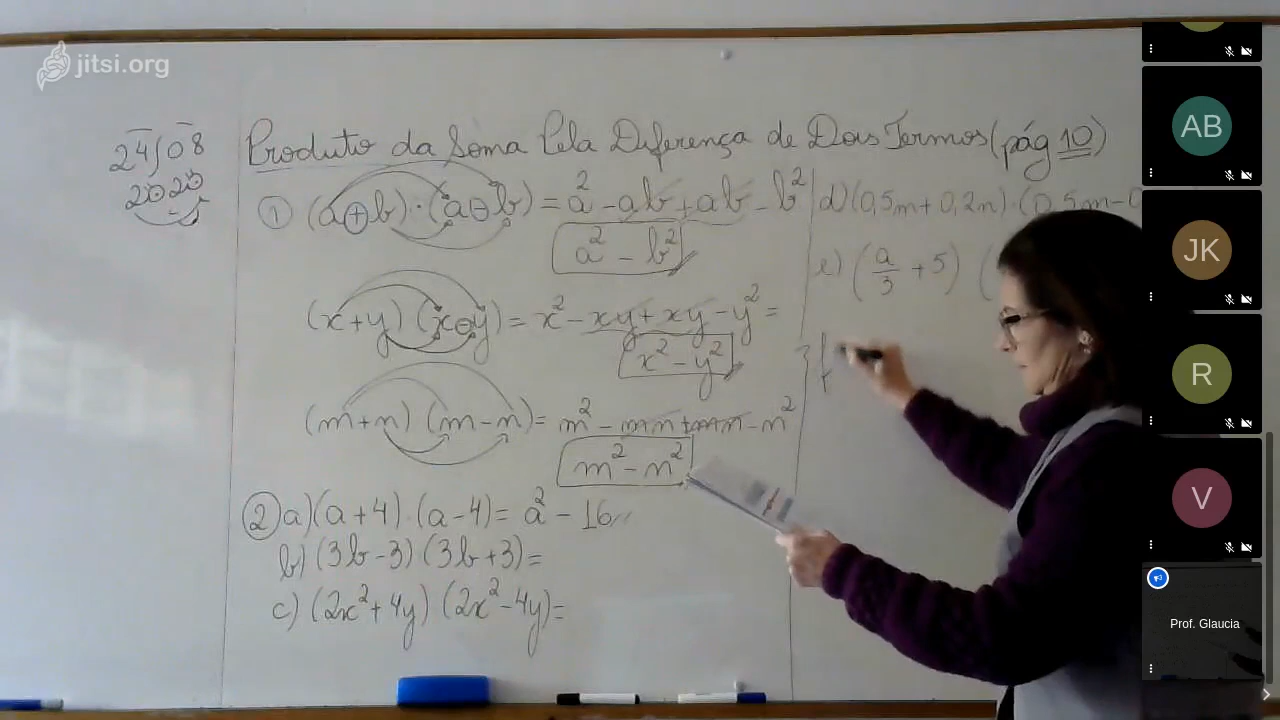 jitsi.org
24/08
2020
Produto da Soma Pela Diferença de Dois Termos (pág 10)
① (a+b)·(a-b) = a² - ab + ab - b²
a² - b²
(x+y) (x-y) = x² - xy + xy - y² =
x² - y²
(m+n) (m-n) = m² - mn + mn - n²
m² - n²
② a) (a+4)·(a-4) = a² - 16
b) (3b-3) (3b+3) =
c) (2x²+4y) (2x²-4y) =
d) (0,5m+0,2n)·(0,5m-0
e) (a/3 + 5) (
f
AB
JK
R
V
Prof. Glaucia